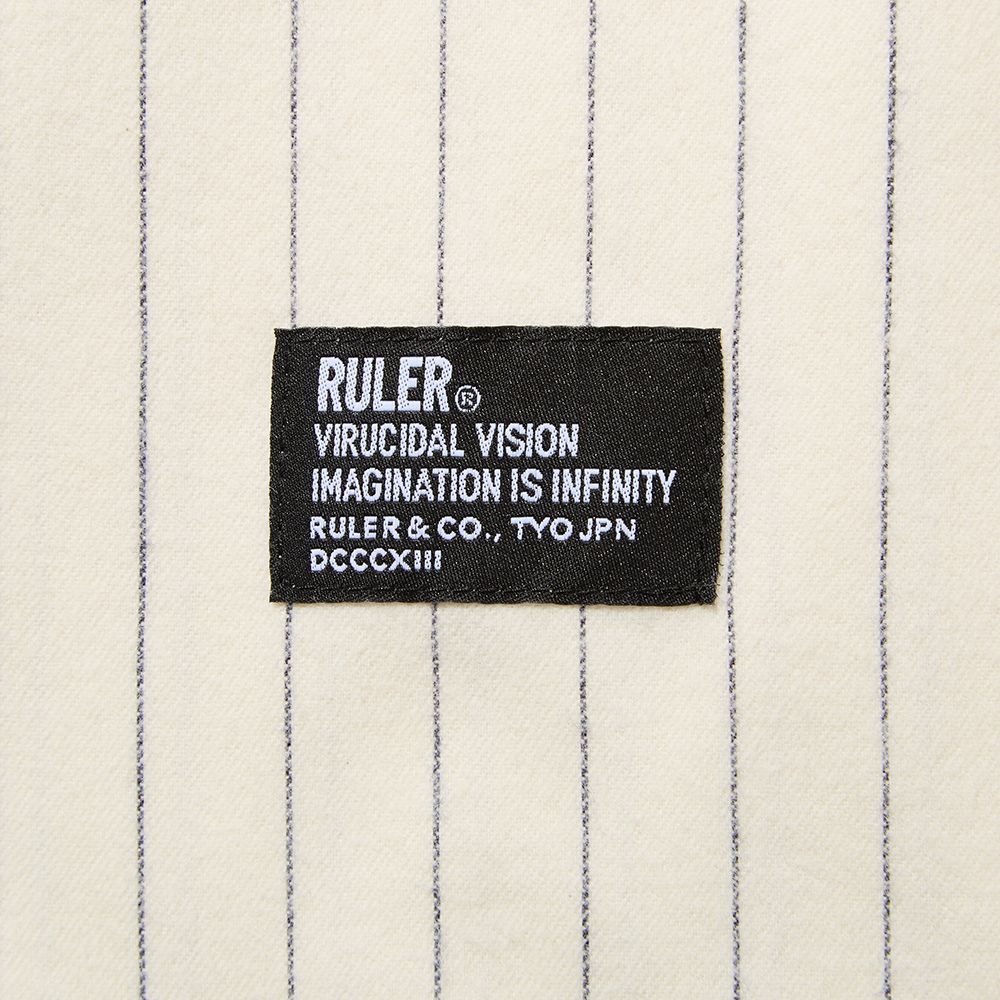 RULER®
VIRUCIDAL VISION
IMAGINATION IS INFINITY
RULER & CO., TYO JPN
DCCCXIII